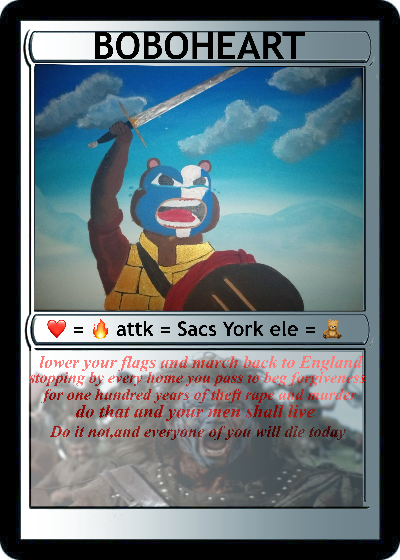 BOBOHEART
❤️ = 🔥 attk = Sacs York ele = 🧸
lower your flags and march back to England
stopping by every home you pass to beg forgiveness
for one hundred years of theft rape and murder
do that and your men shall live
Do it not,and everyone of you will die today